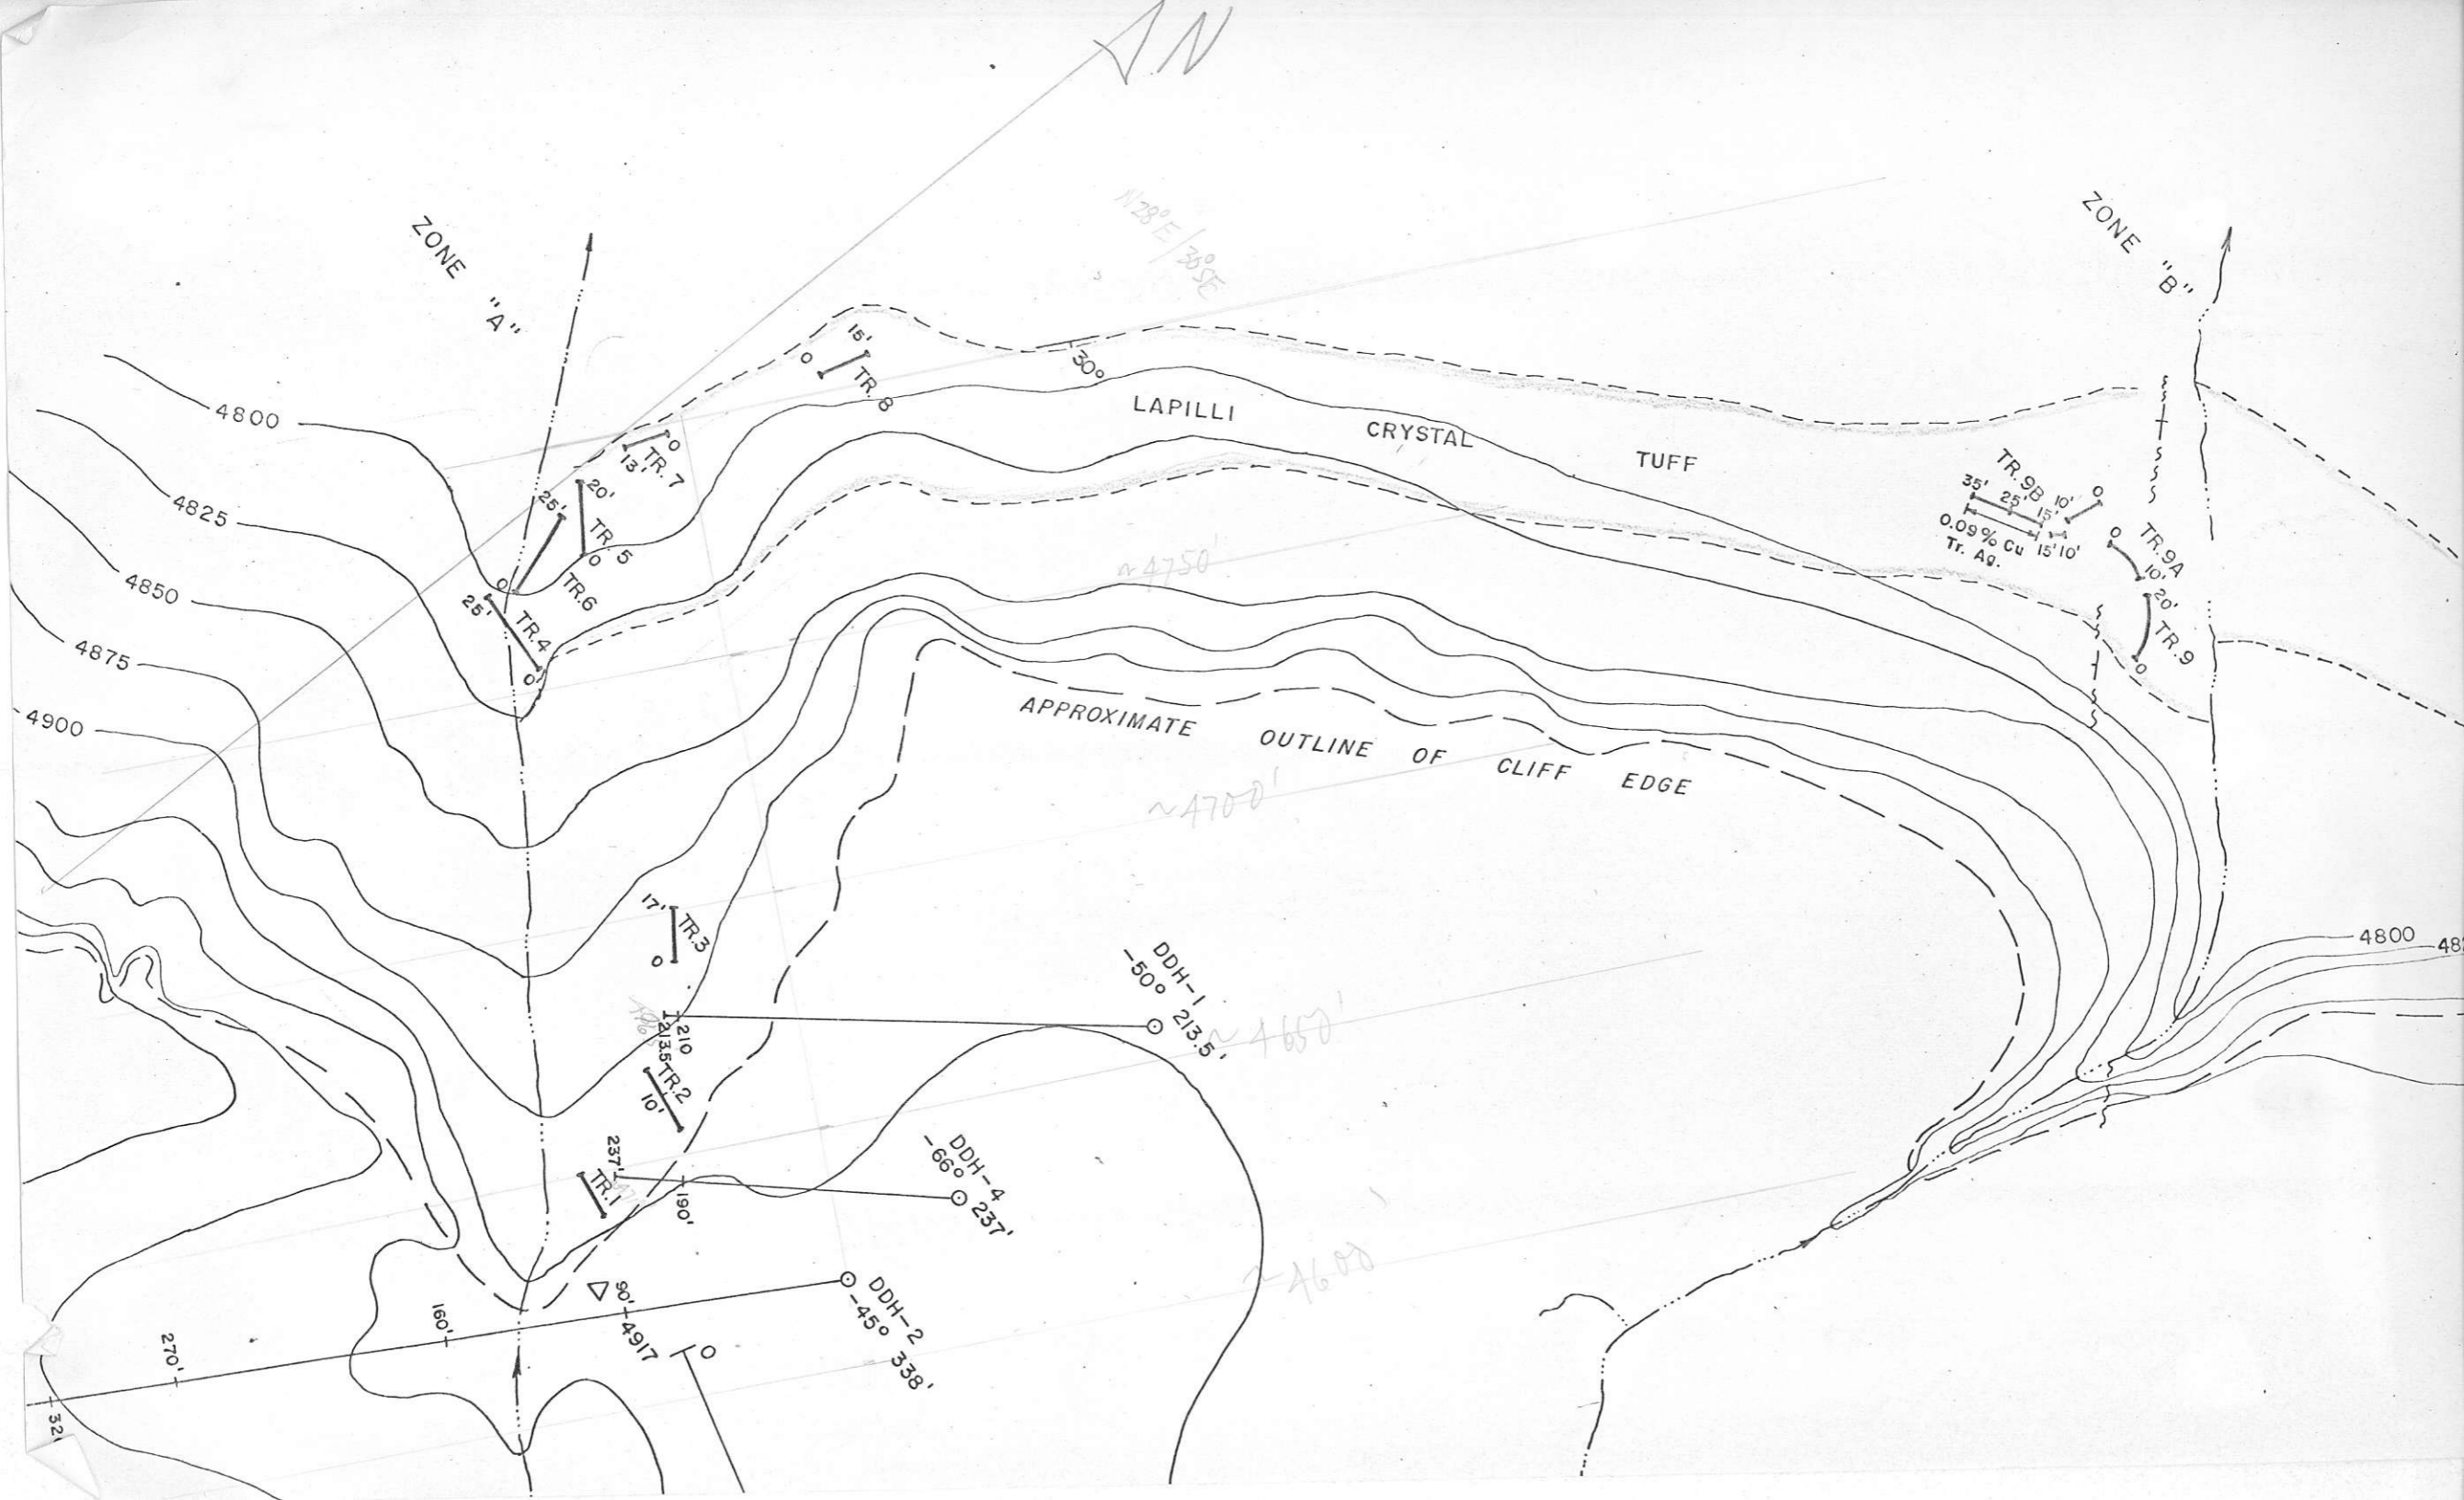 N
N28°E/30°SE
ZONE "A"
ZONE "B"
4800
4825
4850
4875
4900
15'
0
TR. 8
30°
LAPILLI CRYSTAL TUFF
0
13'
TR. 7
20'
TR. 5
0
25'
TR.6
0
25'
TR.4
0
TR.9B
35' 25' 15' 10' 0
0.09% Cu 15' 10'
Tr. Ag.
0
TR.9A
10'
20'
TR.9
0
~4750'
APPROXIMATE OUTLINE OF CLIFF EDGE
~4700'
17'
TR.3
0
DDH-1
-50° 213.5'
~4650'
210
213.5
TR.2
10'
4800
48
237'
TR.1
190'
DDH-4
-66° 237'
~4600'
90'
4917
0
DDH-2
-45° 338'
160'
270'
32